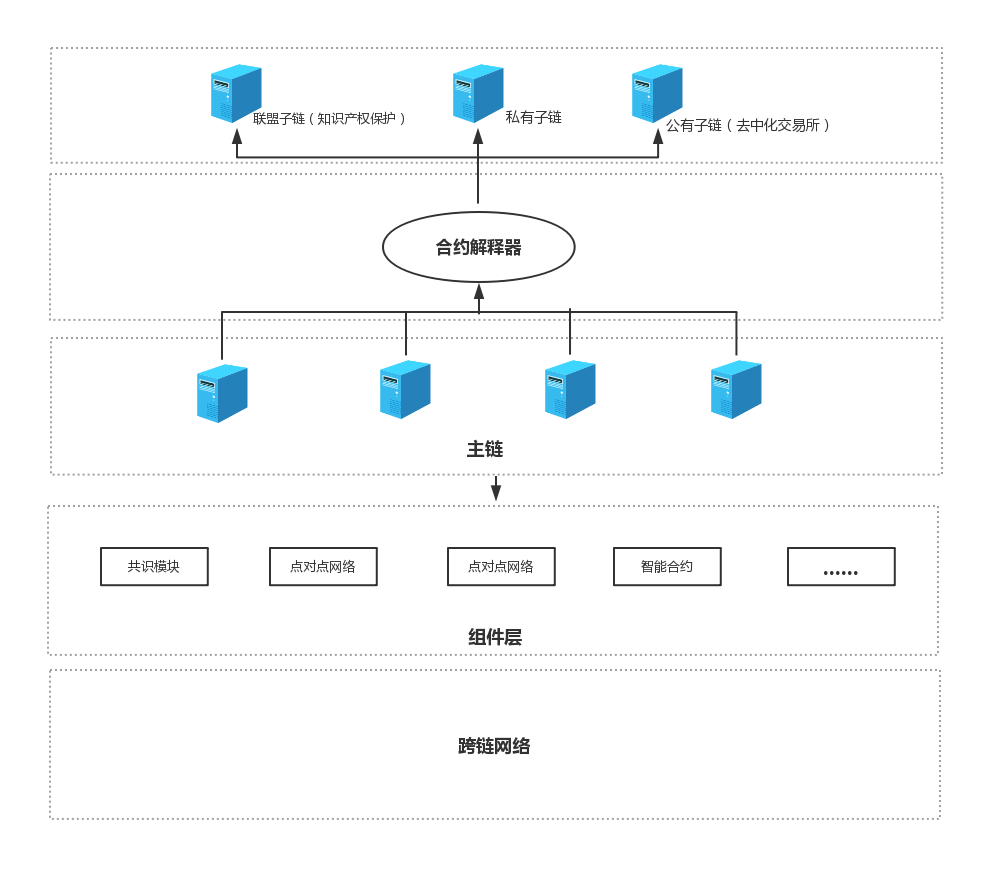 联盟子链（知识产权保护）
私有子链
公有子链（去中化交易所）
合约解释器
主链
共识模块
点对点网络
点对点网络
智能合约
......
组件层
跨链网络